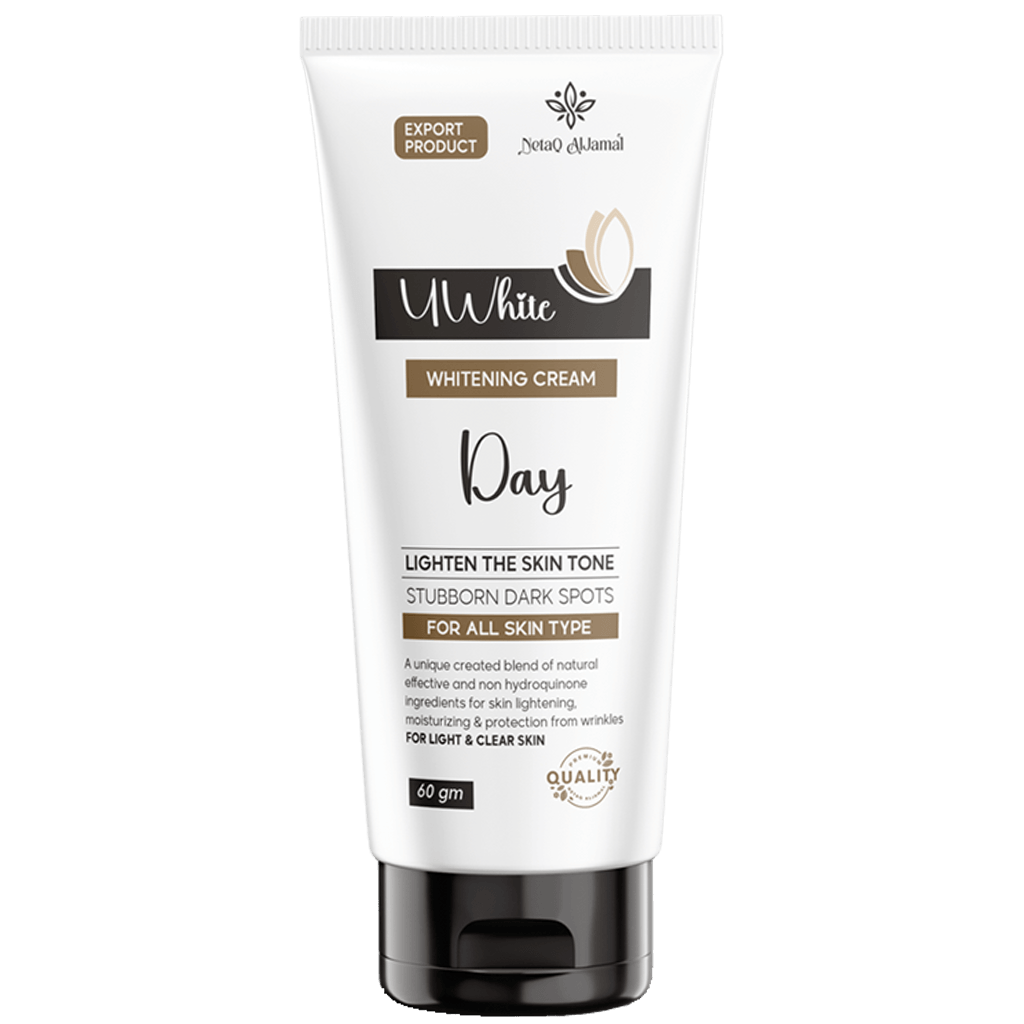 EXPORT
PRODUCT
NetaQ AlJamal
YWhite
WHITENING CREAM
Day
LIGHTEN THE SKIN TONE
STUBBORN DARK SPOTS
FOR ALL SKIN TYPE
A unique created blend of natural
effective and non hydroquinone
ingredients for skin lightening,
moisturizing & protection from wrinkles
FOR LIGHT & CLEAR SKIN
60 gm
PREMIUM
QUALITY